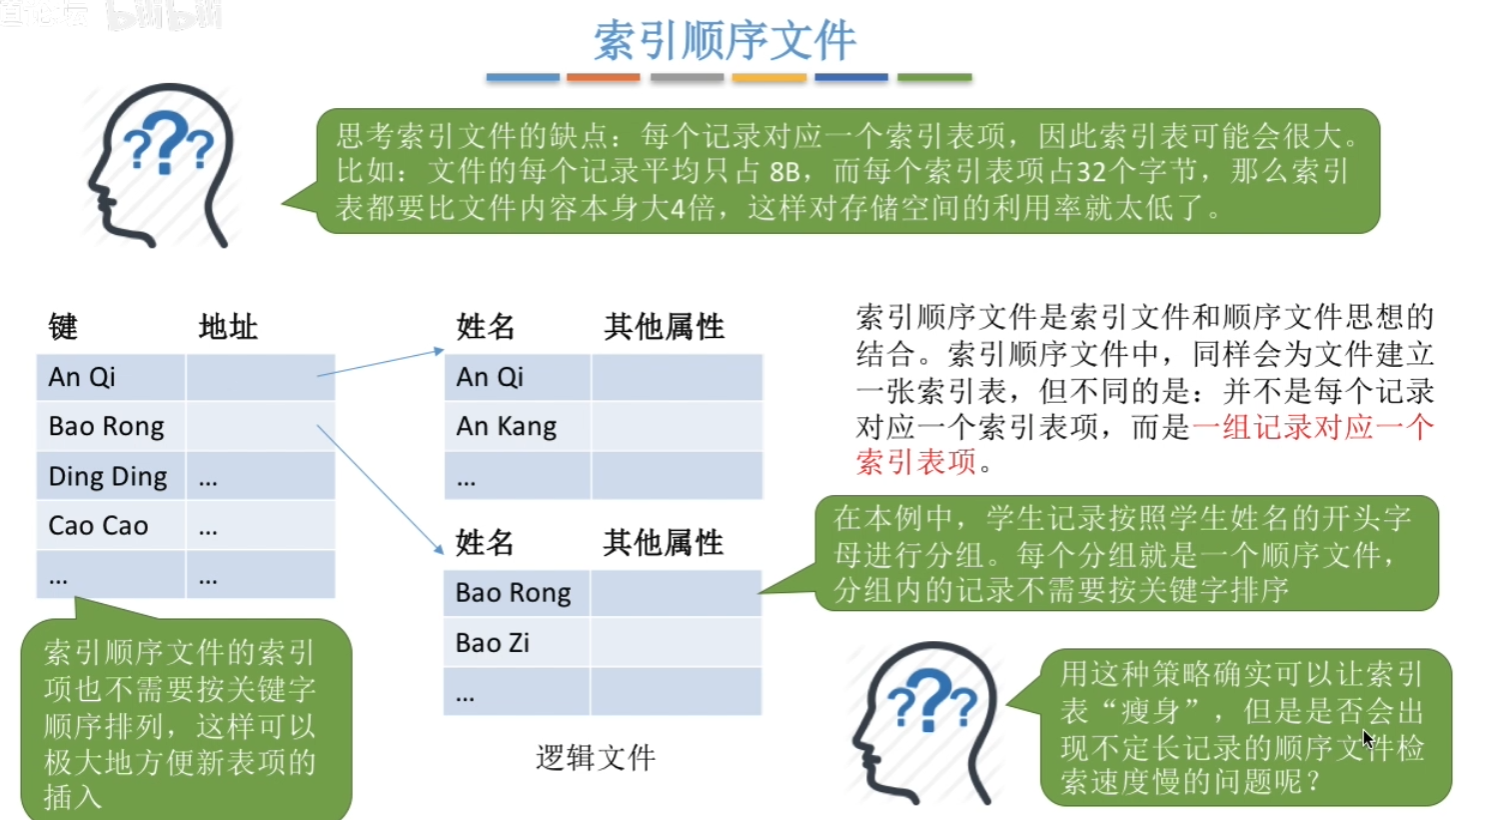 bilibili
索引顺序文件
思考索引文件的缺点：每个记录对应一个索引表项，因此索引表可能会很大。
比如：文件的每个记录平均只占 8B，而每个索引表项占32个字节，那么索引
表都要比文件内容本身大4倍，这样对存储空间的利用率就太低了。
键 地址
An Qi
Bao Rong
Ding Ding ...
Cao Cao ...
... ...
索引顺序文件的索引
项也不需要按关键字
顺序排列，这样可以
极大地方便新表项的
插入
姓名 其他属性
An Qi
An Kang
...
姓名 其他属性
Bao Rong
Bao Zi
...
逻辑文件
索引顺序文件是索引文件和顺序文件思想的
结合。索引顺序文件中，同样会为文件建立
一张索引表，但不同的是：并不是每个记录
对应一个索引表项，而是一组记录对应一个
索引表项。
在本例中，学生记录按照学生姓名的开头字
母进行分组。每个分组就是一个顺序文件，
分组内的记录不需要按关键字排序
用这种策略确实可以让索引
表“瘦身”，但是是否会出
现不定长记录的顺序文件检
索速度慢的问题呢？
???
???